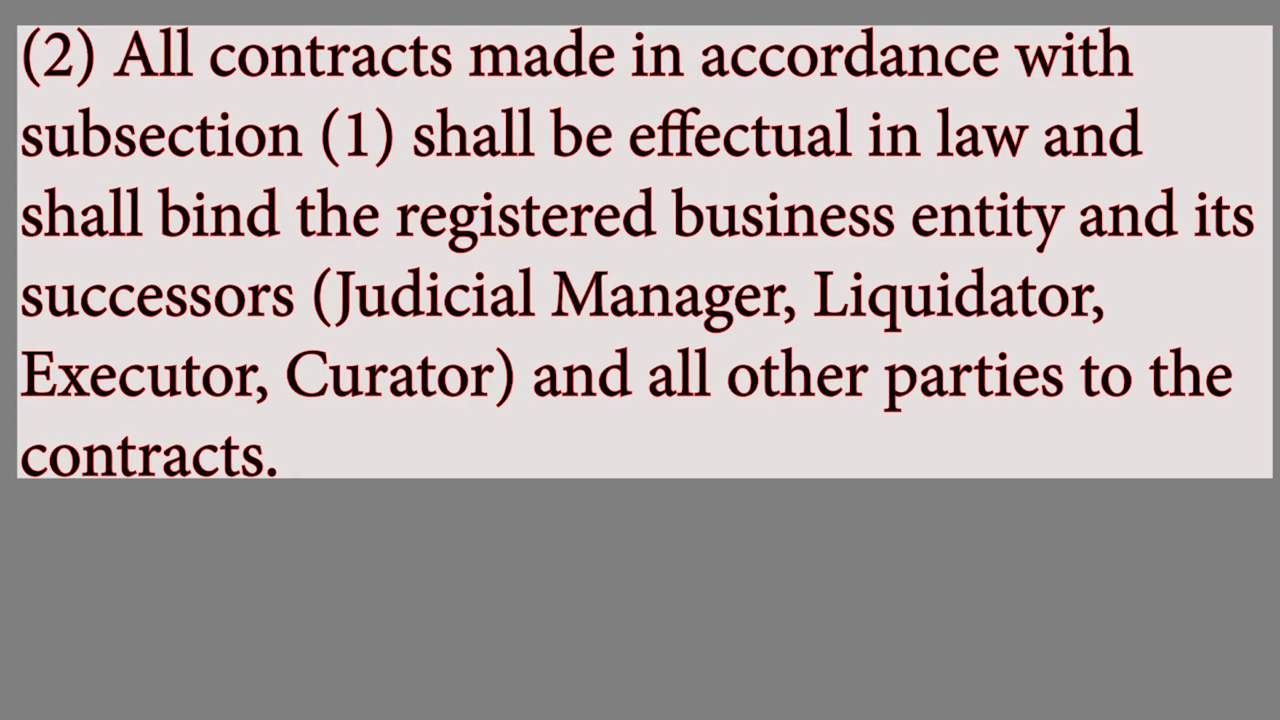 (2) All contracts made in accordance with
subsection (1) shall be effectual in law and
shall bind the registered business entity and its
successors (Judicial Manager, Liquidator,
Executor, Curator) and all other parties to the
contracts.